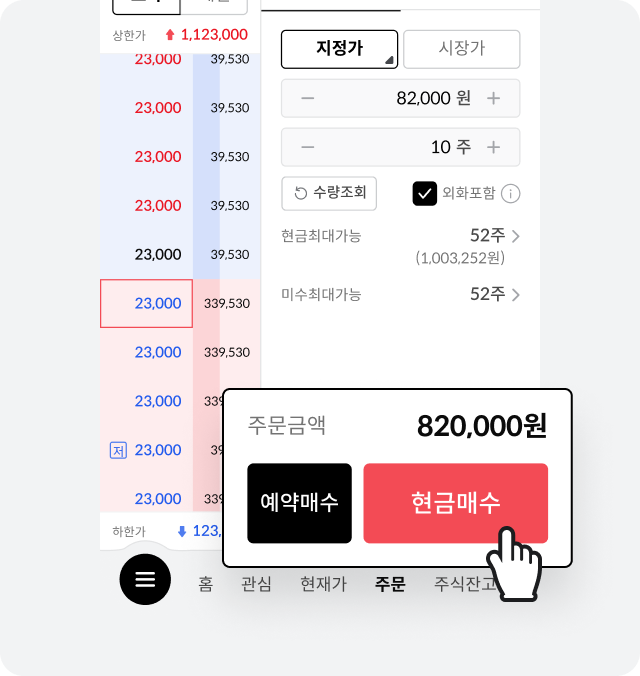 상한가 1,123,000
23,000 39,530
23,000 39,530
23,000 39,530
23,000 39,530
23,000 39,530
23,000 339,530
23,000 339,530
23,000
저 23,000
23,000
하한가
지정가 시장가
82,000 원
10 주
수량조회 외화포함
현금최대가능 52주
(1,003,252원)
미수최대가능 52주
주문금액 820,000원
예약매수 현금매수
홈 관심 현재가 주문 주식잔고